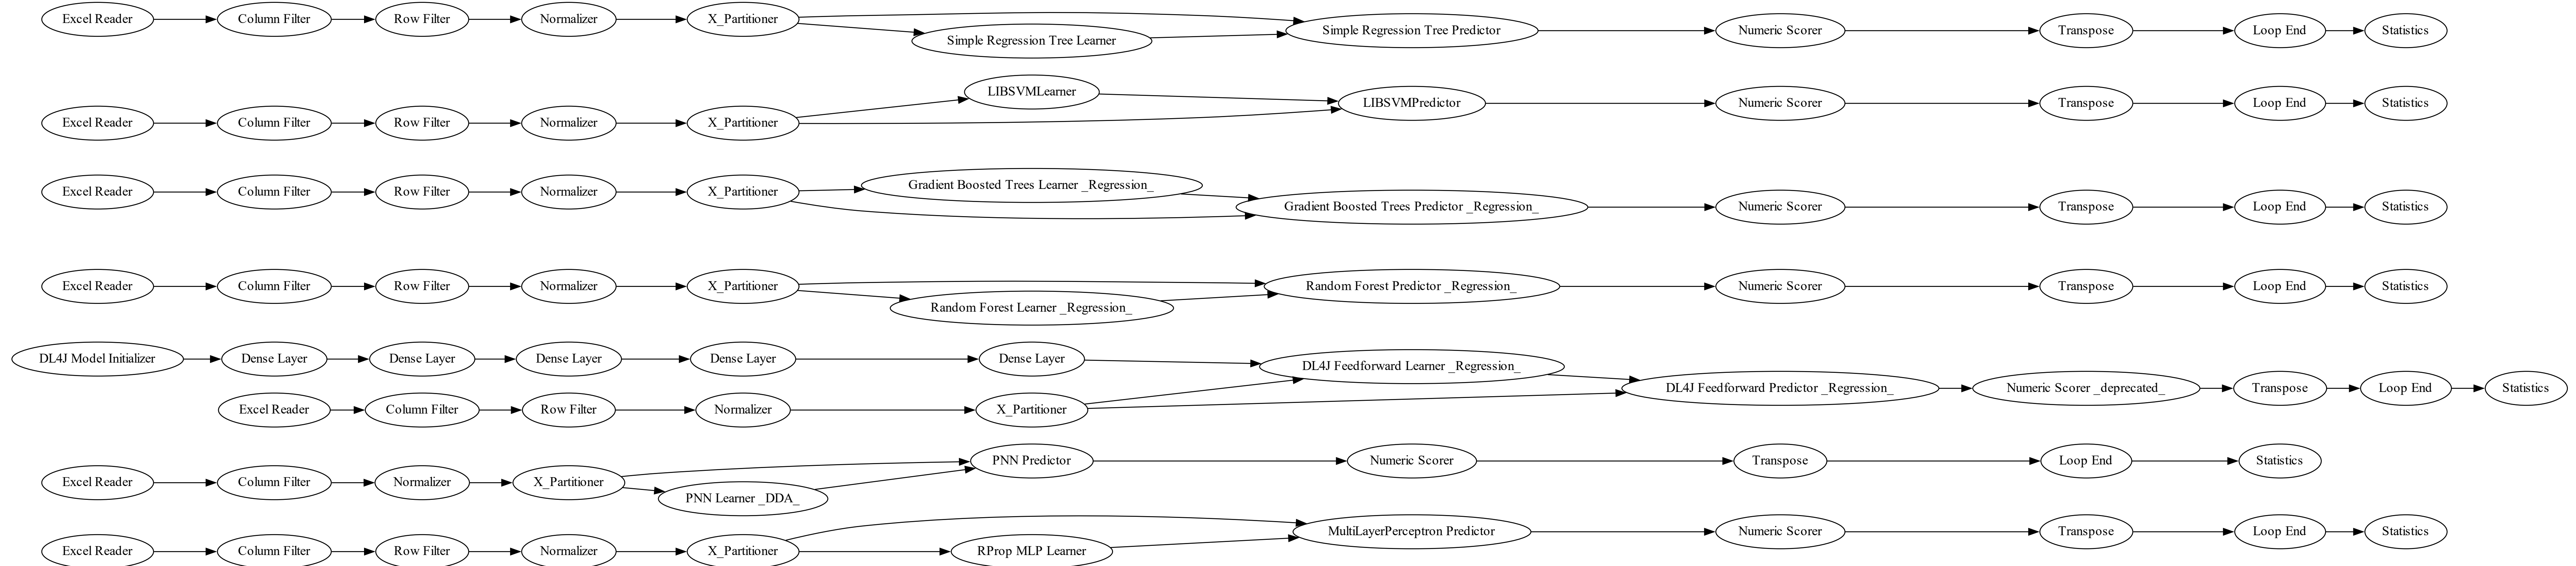 Excel Reader
Column Filter
Row Filter
Normalizer
X_Partitioner
Simple Regression Tree Learner
Simple Regression Tree Predictor
Numeric Scorer
Transpose
Loop End
Statistics
Excel Reader
Column Filter
Row Filter
Normalizer
X_Partitioner
LIBSVMLearner
LIBSVMPredictor
Numeric Scorer
Transpose
Loop End
Statistics
Excel Reader
Column Filter
Row Filter
Normalizer
X_Partitioner
Gradient Boosted Trees Learner _Regression_
Gradient Boosted Trees Predictor _Regression_
Numeric Scorer
Transpose
Loop End
Statistics
Excel Reader
Column Filter
Row Filter
Normalizer
X_Partitioner
Random Forest Learner _Regression_
Random Forest Predictor _Regression_
Numeric Scorer
Transpose
Loop End
Statistics
DL4J Model Initializer
Dense Layer
Dense Layer
Dense Layer
Dense Layer
Dense Layer
DL4J Feedforward Learner _Regression_
Excel Reader
Column Filter
Row Filter
Normalizer
X_Partitioner
DL4J Feedforward Predictor _Regression_
Numeric Scorer _deprecated_
Transpose
Loop End
Statistics
Excel Reader
Column Filter
Normalizer
X_Partitioner
PNN Learner _DDA_
PNN Predictor
Numeric Scorer
Transpose
Loop End
Statistics
Excel Reader
Column Filter
Row Filter
Normalizer
X_Partitioner
RProp MLP Learner
MultiLayerPerceptron Predictor
Numeric Scorer
Transpose
Loop End
Statistics